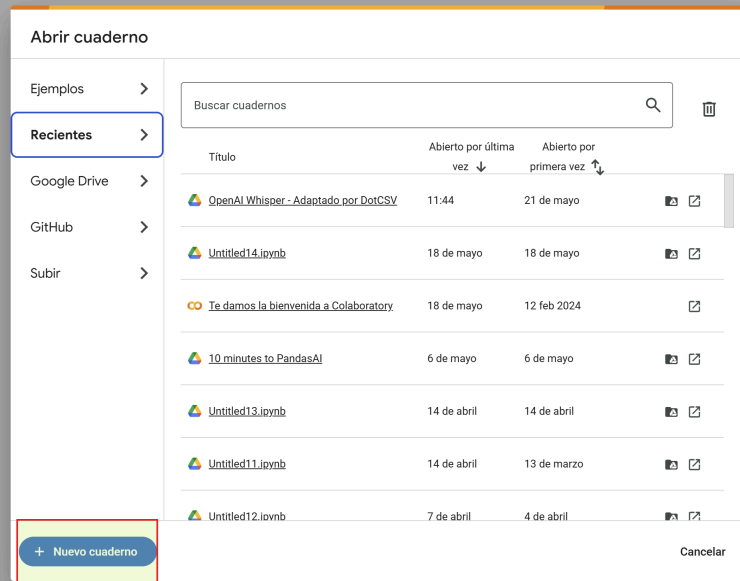 Abrir cuaderno
Ejemplos
Recientes
Google Drive
GitHub
Subir
Buscar cuadernos
Título
Abierto por última vez
Abierto por primera vez
OpenAI Whisper - Adaptado por DotCSV 11:44 21 de mayo
Untitled14.ipynb 18 de mayo 18 de mayo
Te damos la bienvenida a Colaboratory 18 de mayo 12 feb 2024
10 minutes to PandasAI 6 de mayo 6 de mayo
Untitled13.ipynb 14 de abril 14 de abril
Untitled11.ipynb 14 de abril 13 de marzo
Untitled12.ipynb 7 de abril 4 de abril
+ Nuevo cuaderno
Cancelar